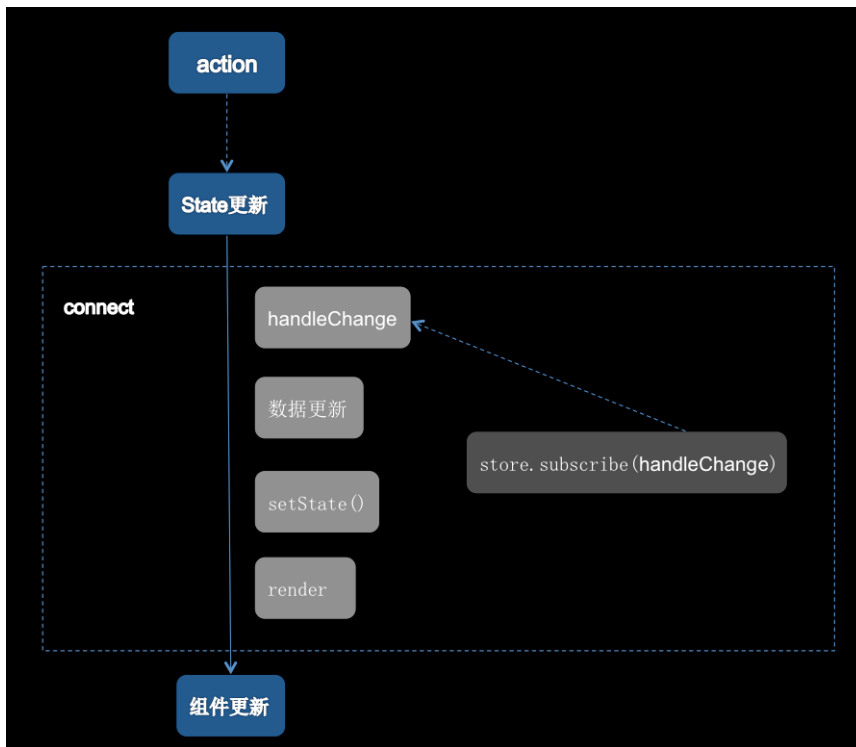 action
State更新
connect
handleChange
数据更新
store.subscribe(handleChange)
setState()
render
组件更新